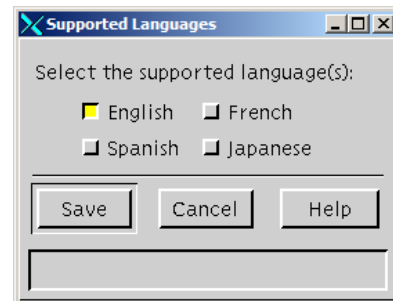 Supported Languages
Select the supported language(s):
English French
Spanish Japanese
Save Cancel Help